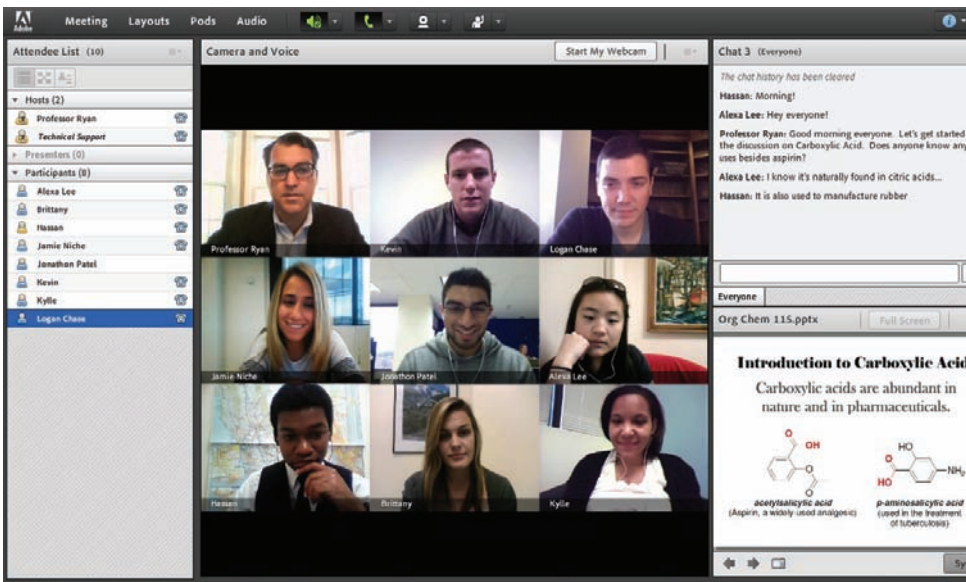 Adobe
Meeting Layouts Pods Audio
Attendee List (10)
Hosts (2)
Professor Ryan
Technical Support
Presenters (0)
Participants (8)
Alexa Lee
Brittany
Hassan
Jamie Niche
Jonathan Patel
Kevin
Kylle
Logan Chase
Camera and Voice
Start My Webcam
Professor Ryan
Kevin
Logan Chase
Jamie Niche
Jonathon Patel
Alexa Lee
Hassan
Brittany
Kylle
Chat 3 (Everyone)
The chat history has been cleared
Hassan: Morning!
Alexa Lee: Hey everyone!
Professor Ryan: Good morning everyone. Let's get started
the discussion on Carboxylic Acid. Does anyone know any
uses besides aspirin?
Alexa Lee: I know it's naturally found in citric acids...
Hassan: It is also used to manufacture rubber
Everyone
Org Chem 115.pptx
Full Screen
Introduction to Carboxylic Acid
Carboxylic acids are abundant in
nature and in pharmaceuticals.
O
OH
O
O
acetylsalicylic acid
(Aspirin, a widely used analgesic)
HO
O
HO
NH₂
p-aminosalicylic acid
(used in the treatment
of tuberculosis)
Sy